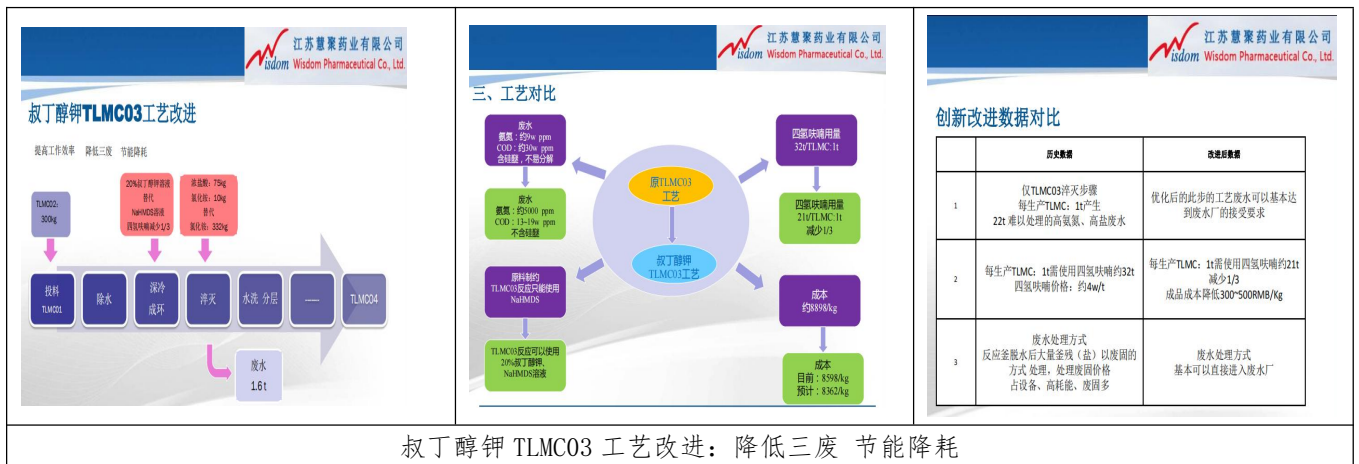 江苏慧聚药业有限公司
Wisdom Pharmaceutical Co., Ltd.
叔丁醇钾TLMC03工艺改进
提高工作效率 降低三废 节能降耗
TLMC02:
300kg
20%叔丁醇钾溶液
替代
NaHMDS溶液
四氢呋喃减少1/3
浓盐酸：75kg
氯化铵：10kg
替代
氯化铵：332kg
投料
TLMC01
除水
深冷
成环
淬灭
水洗 分层
——
TLMC04
废水
1.6 t
江苏慧聚药业有限公司
Wisdom Pharmaceutical Co., Ltd.
三、工艺对比
废水
氨氮：约9w ppm
COD：约30w ppm
含硅醚，不易分解
废水
氨氮：约5000 ppm
COD：13~19w ppm
不含硅醚
原料制约
TLMC03反应只能使用
NaHMDS
TLMC03反应可以使用
20%叔丁醇钾、
NaHMDS溶液
原TLMC03
工艺
叔丁醇钾
TLMC03工艺
四氢呋喃用量
32t/TLMC:1t
四氢呋喃用量
21t/TLMC:1t
减少1/3
成本
约8898/kg
成本
目前：8598/kg
预计：8362/kg
江苏慧聚药业有限公司
Wisdom Pharmaceutical Co., Ltd.
创新改进数据对比
历史数据 改进后数据
1
仅TLMC03淬灭步骤
每生产TLMC：1t产生
22t 难以处理的高氨氮、高盐废水
优化后的此步的工艺废水可以基本达
到废水厂的接受要求
2
每生产TLMC：1t需使用四氢呋喃约32t
四氢呋喃价格：约4w/t
每生产TLMC：1t需使用四氢呋喃约21t
减少1/3
成品成本降低300~500RMB/Kg
3
废水处理方式
反应釜脱水后大量釜残（盐）以废固的
方式 处理，处理废固价格
占设备、高耗能、废固多
废水处理方式
基本可以直接进入废水厂
叔丁醇钾 TLMC03 工艺改进：降低三废 节能降耗